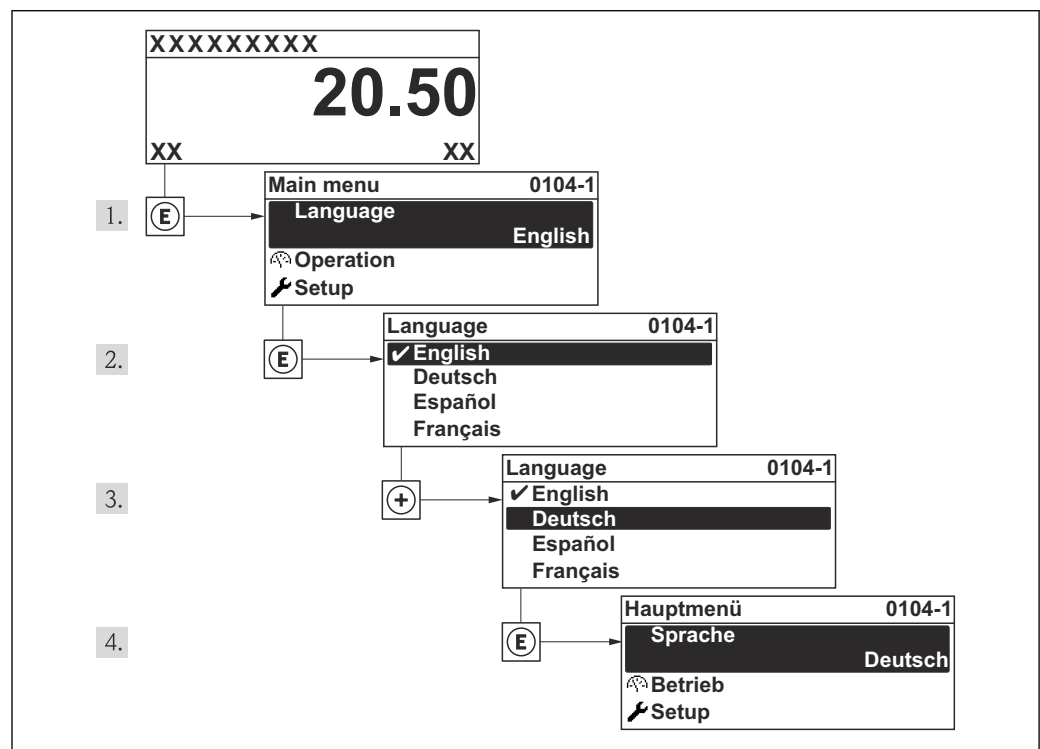 XXXXXXXXX
20.50
XX XX
1. E
Main menu 0104-1
Language
English
Operation
Setup
2. E
Language 0104-1
✔English
Deutsch
Español
Français
3. +
Language 0104-1
✔English
Deutsch
Español
Français
4. E
Hauptmenü 0104-1
Sprache
Deutsch
Betrieb
Setup